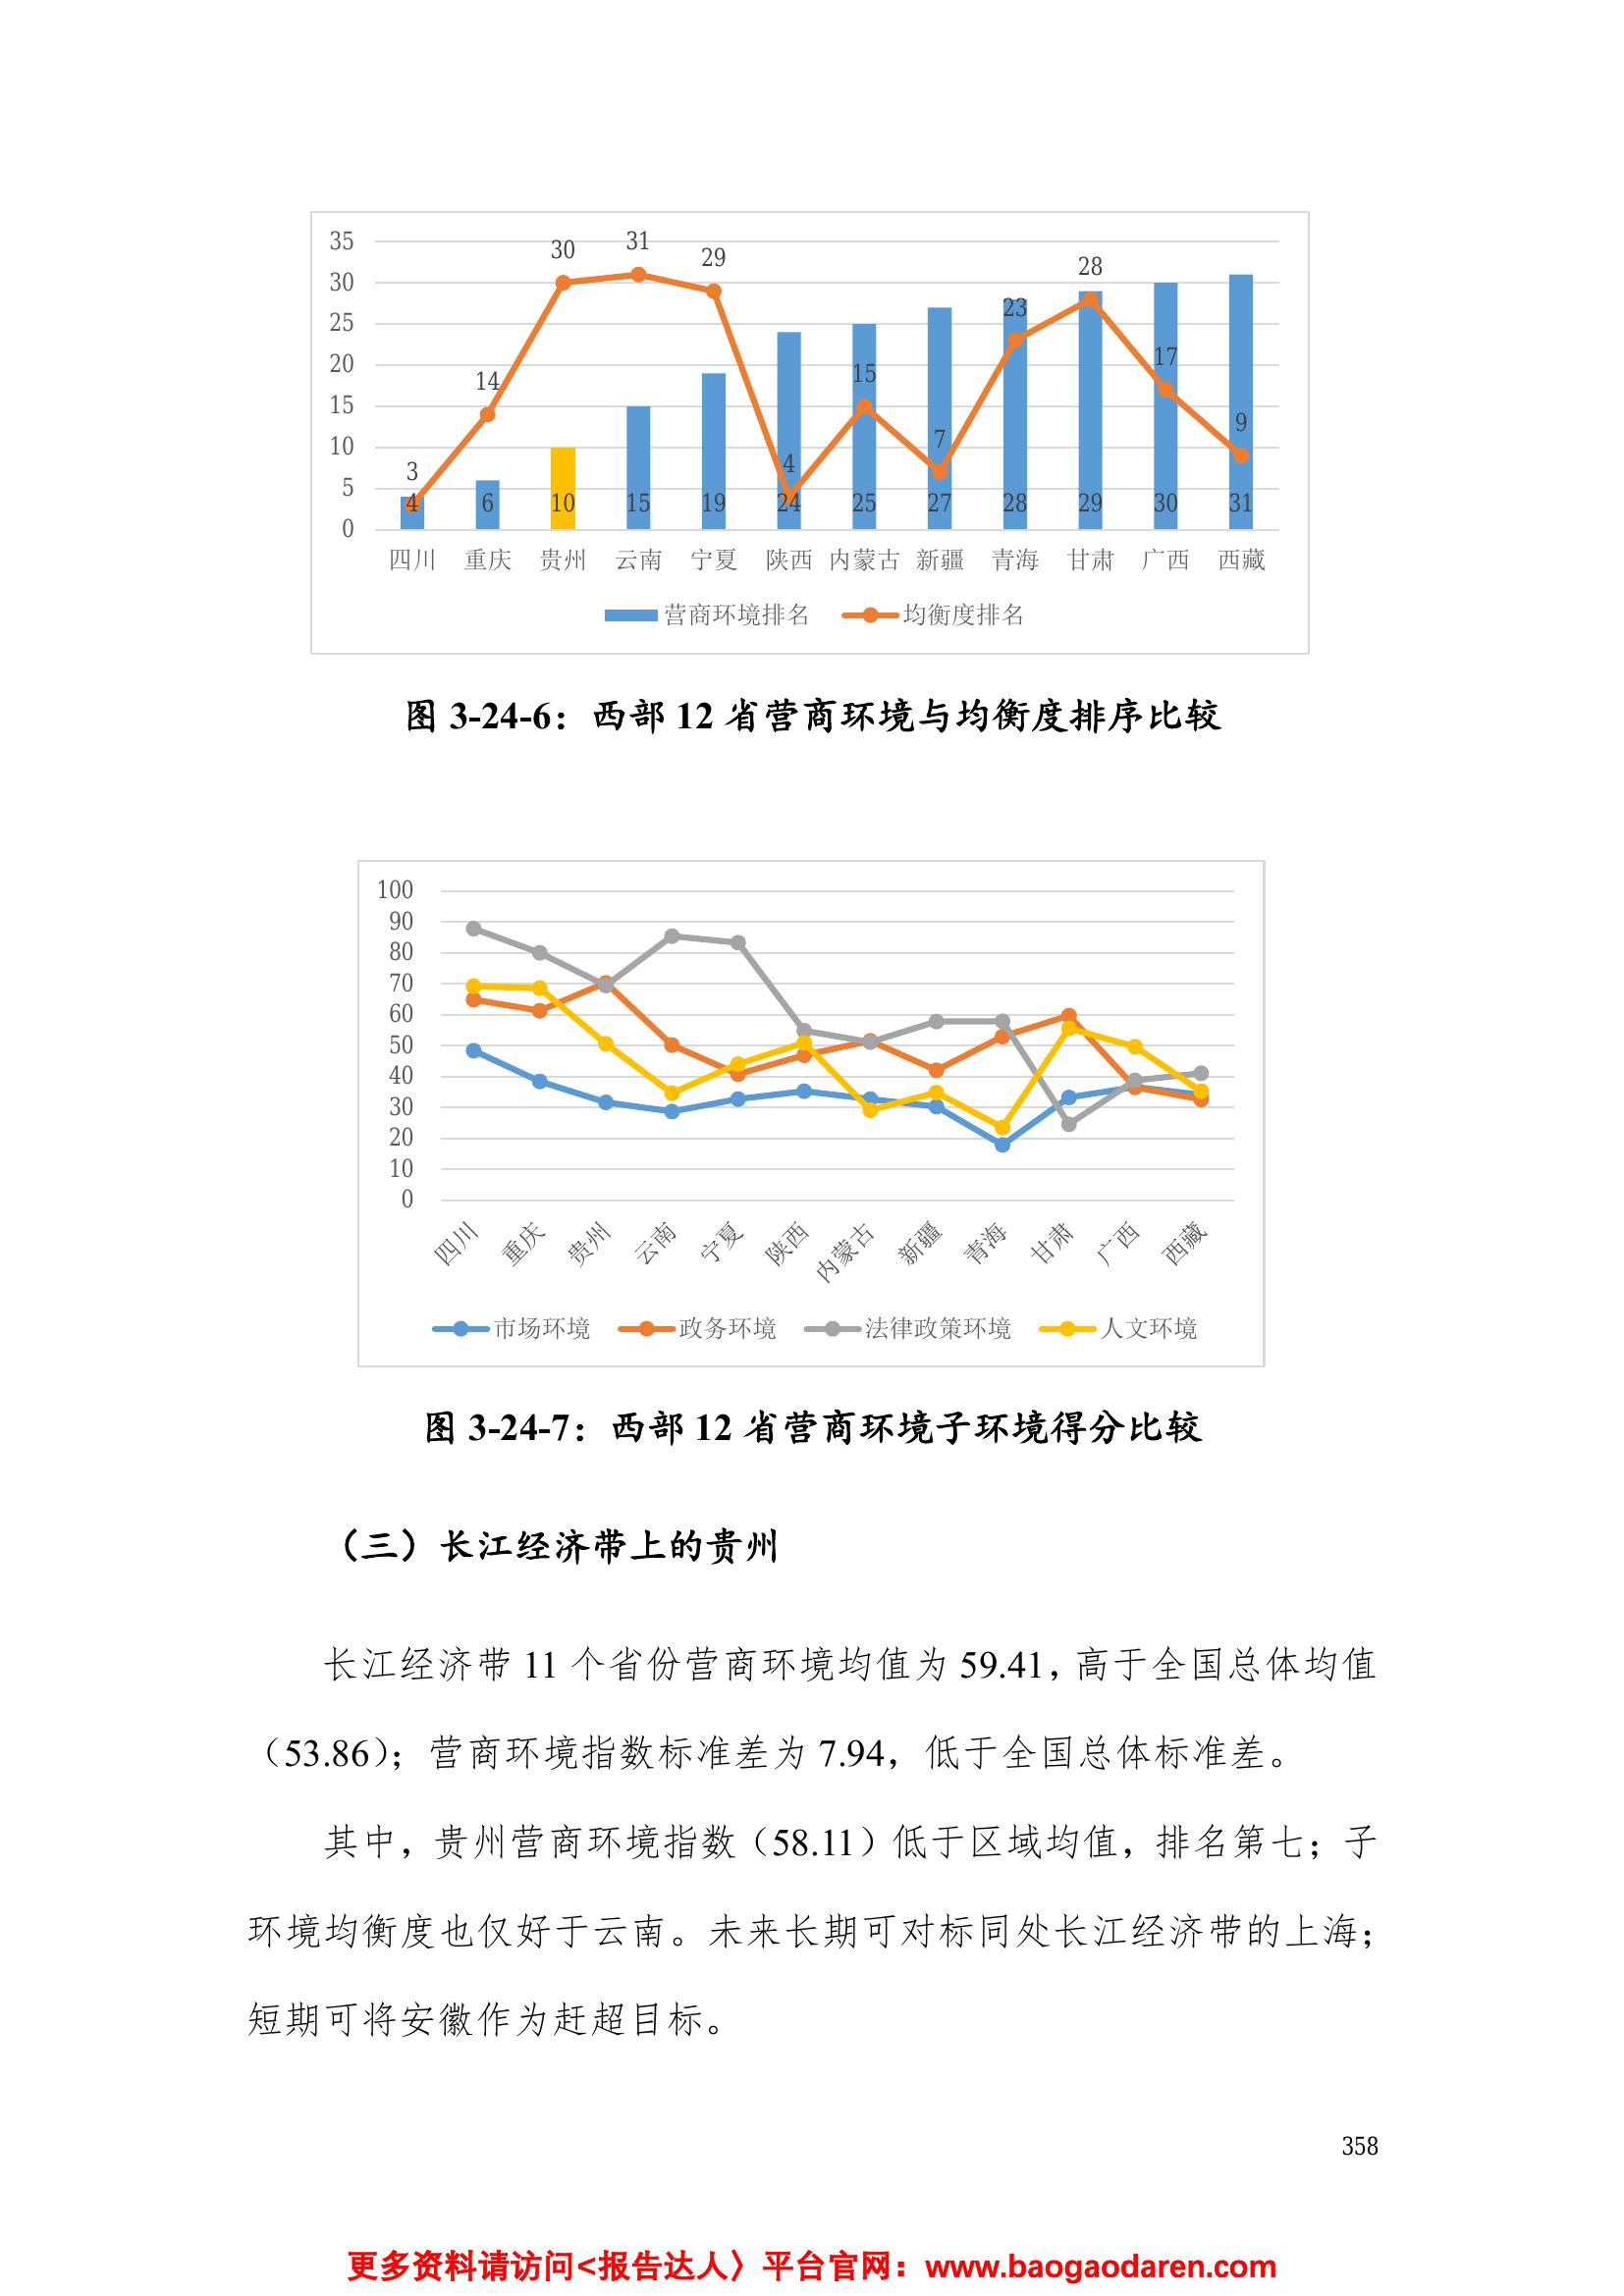 35
30
25
20
15
10
5
0
3 14 30 31 29 4 15 7 23 28 17 9
4 6 10 15 19 24 25 27 28 29 30 31
四川 重庆 贵州 云南 宁夏 陕西 内蒙古 新疆 青海 甘肃 广西 西藏
营商环境排名 均衡度排名
图 3-24-6：西部 12 省营商环境与均衡度排序比较
100
90
80
70
60
50
40
30
20
10
0
四川 重庆 贵州 云南 宁夏 陕西 内蒙古 新疆 青海 甘肃 广西 西藏
市场环境 政务环境 法律政策环境 人文环境
图 3-24-7：西部 12 省营商环境子环境得分比较
（三）长江经济带上的贵州
长江经济带 11 个省份营商环境均值为 59.41，高于全国总体均值
（53.86）；营商环境指数标准差为 7.94，低于全国总体标准差。
其中，贵州营商环境指数（58.11）低于区域均值，排名第七；子
环境均衡度也仅好于云南。未来长期可对标同处长江经济带的上海；
短期可将安徽作为赶超目标。
358
更多资料请访问<报告达人〉平台官网：www.baogaodaren.com